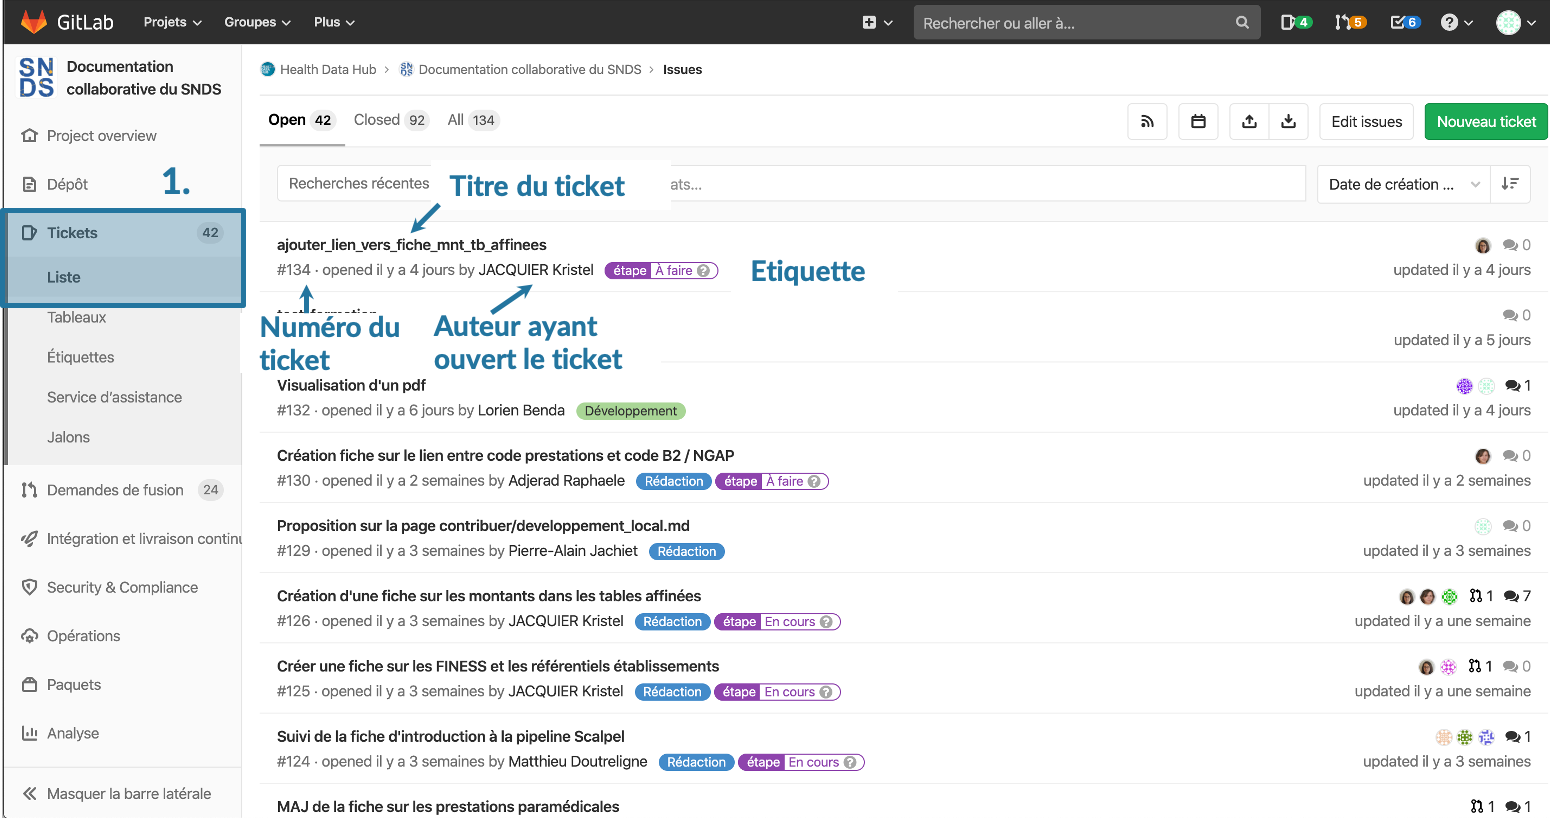 GitLab Projets Groupes Plus Rechercher ou aller à... 4 5 6 ?
SNDS Documentation collaborative du SNDS
Health Data Hub > Documentation collaborative du SNDS > Issues
Open 42 Closed 92 All 134 Edit issues Nouveau ticket
Project overview
Dépôt
1.
Tickets 42
Liste
Tableaux
Étiquettes
Service d'assistance
Jalons
Demandes de fusion 24
Intégration et livraison continu
Security & Compliance
Opérations
Paquets
Analyse
Masquer la barre latérale
Recherches récentes ats... Date de création ...
Titre du ticket
ajouter_lien_vers_fiche_mnt_tb_affinees 0
#134 · opened il y a 4 jours by JACQUIER Kristel étape À faire ? updated il y a 4 jours
Etiquette
0
Numéro du ticket
Auteur ayant ouvert le ticket
updated il y a 5 jours
Visualisation d'un pdf 1
#132 · opened il y a 6 jours by Lorien Benda Développement updated il y a 4 jours
Création fiche sur le lien entre code prestations et code B2 / NGAP 0
#130 · opened il y a 2 semaines by Adjerad Raphaele Rédaction étape À faire ? updated il y a 2 semaines
Proposition sur la page contribuer/developpement_local.md 0
#129 · opened il y a 3 semaines by Pierre-Alain Jachiet Rédaction updated il y a 3 semaines
Création d'une fiche sur les montants dans les tables affinées 1 7
#126 · opened il y a 3 semaines by JACQUIER Kristel Rédaction étape En cours ? updated il y a une semaine
Créer une fiche sur les FINESS et les référentiels établissements 1 0
#125 · opened il y a 3 semaines by JACQUIER Kristel Rédaction étape En cours ? updated il y a une semaine
Suivi de la fiche d'introduction à la pipeline Scalpel 1
#124 · opened il y a 3 semaines by Matthieu Doutreligne Rédaction étape En cours ? updated il y a 3 semaines
MAJ de la fiche sur les prestations paramédicales 1 1